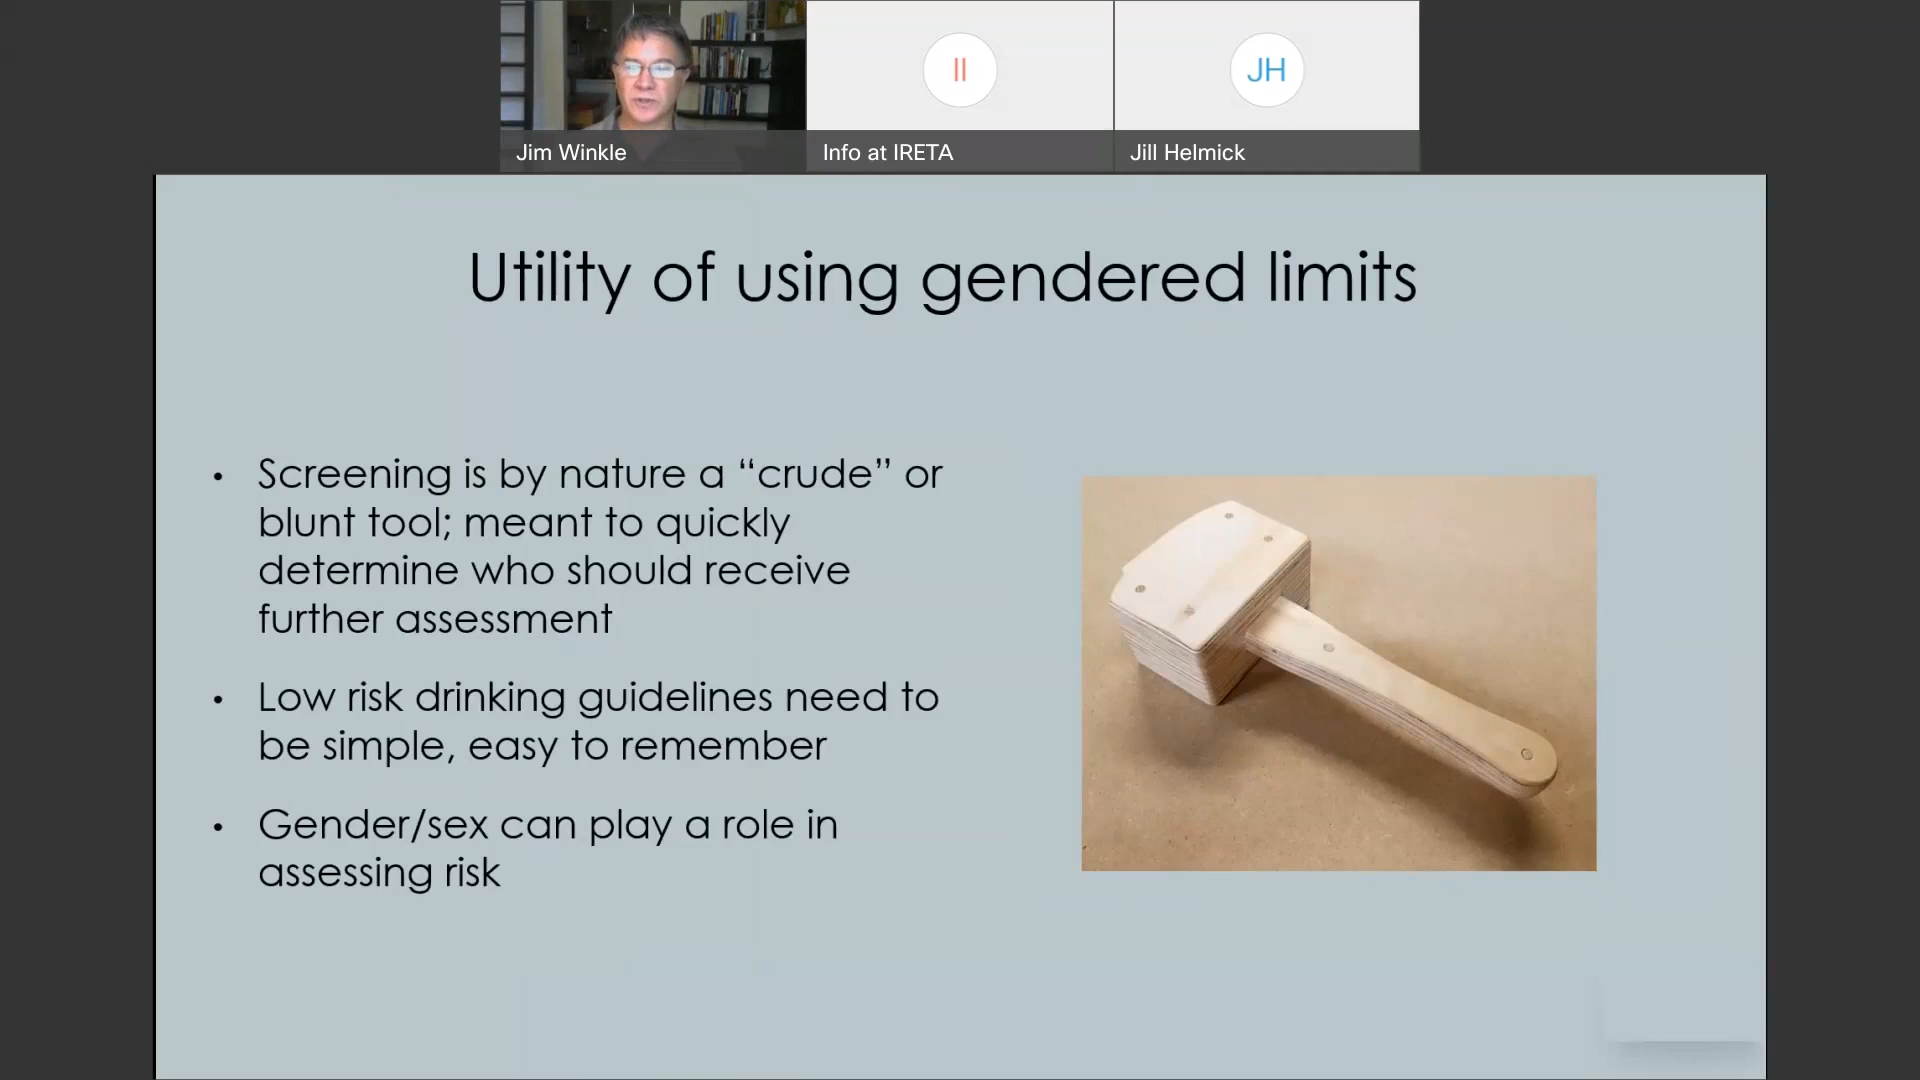 II
JH
Jim Winkle
Info at IRETA
Jill Helmick
Utility of using gendered limits
• Screening is by nature a “crude” or
blunt tool; meant to quickly
determine who should receive
further assessment
• Low risk drinking guidelines need to
be simple, easy to remember
• Gender/sex can play a role in
assessing risk